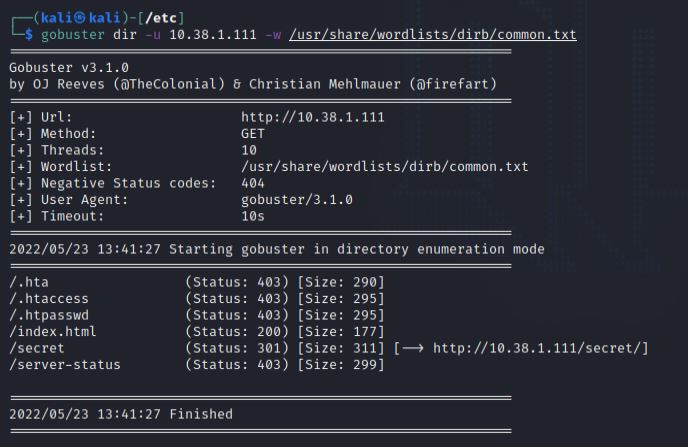 ┌──(kali㉿kali)-[/etc]
└─$ gobuster dir -u 10.38.1.111 -w /usr/share/wordlists/dirb/common.txt
===============================================================
Gobuster v3.1.0
by OJ Reeves (@TheColonial) & Christian Mehlmauer (@firefart)
===============================================================
[+] Url:                     http://10.38.1.111
[+] Method:                  GET
[+] Threads:                 10
[+] Wordlist:                /usr/share/wordlists/dirb/common.txt
[+] Negative Status codes:   404
[+] User Agent:              gobuster/3.1.0
[+] Timeout:                 10s
===============================================================
2022/05/23 13:41:27 Starting gobuster in directory enumeration mode
===============================================================
/.hta                 (Status: 403) [Size: 290]
/.htaccess            (Status: 403) [Size: 295]
/.htpasswd            (Status: 403) [Size: 295]
/index.html           (Status: 200) [Size: 177]
/secret               (Status: 301) [Size: 311] [--> http://10.38.1.111/secret/]
/server-status        (Status: 403) [Size: 299]
===============================================================
2022/05/23 13:41:27 Finished
===============================================================